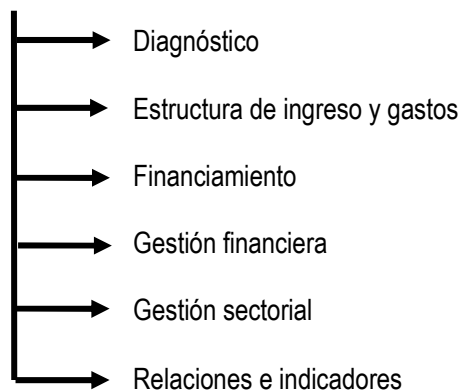 Diagnóstico
Estructura de ingreso y gastos
Financiamiento
Gestión financiera
Gestión sectorial
Relaciones e indicadores